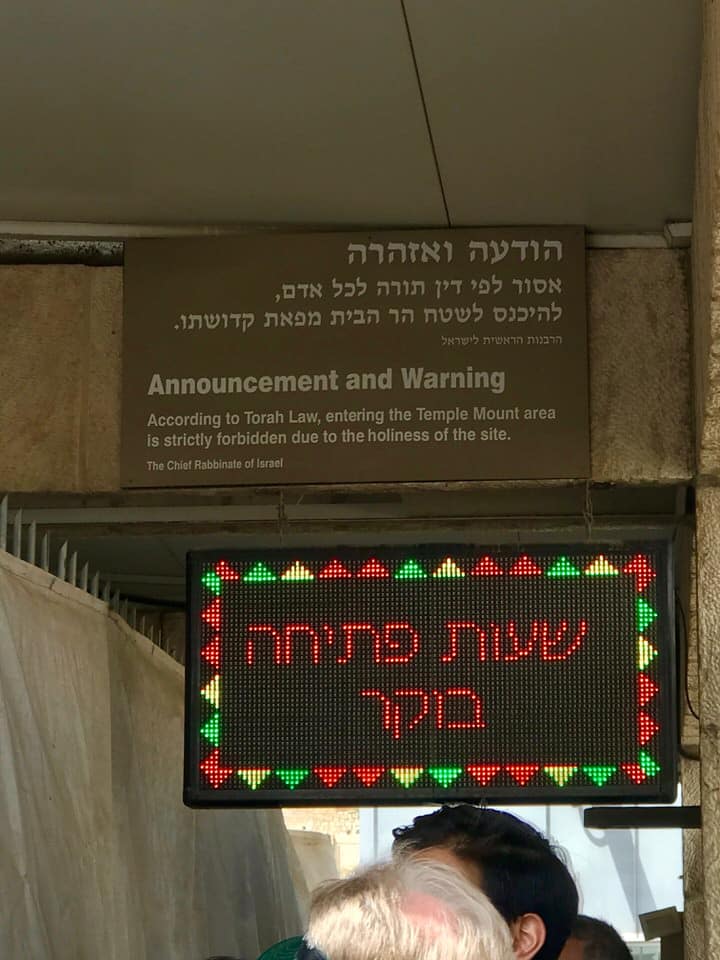 הודעה ואזהרה
אסור לפי דין תורה לכל אדם,
להיכנס לשטח הר הבית מפאת קדושתו.
הרבנות הראשית לישראל
Announcement and Warning
According to Torah Law, entering the Temple Mount area
is strictly forbidden due to the holiness of the site.
The Chief Rabbinate of Israel
שעות פתיחה
בוקר